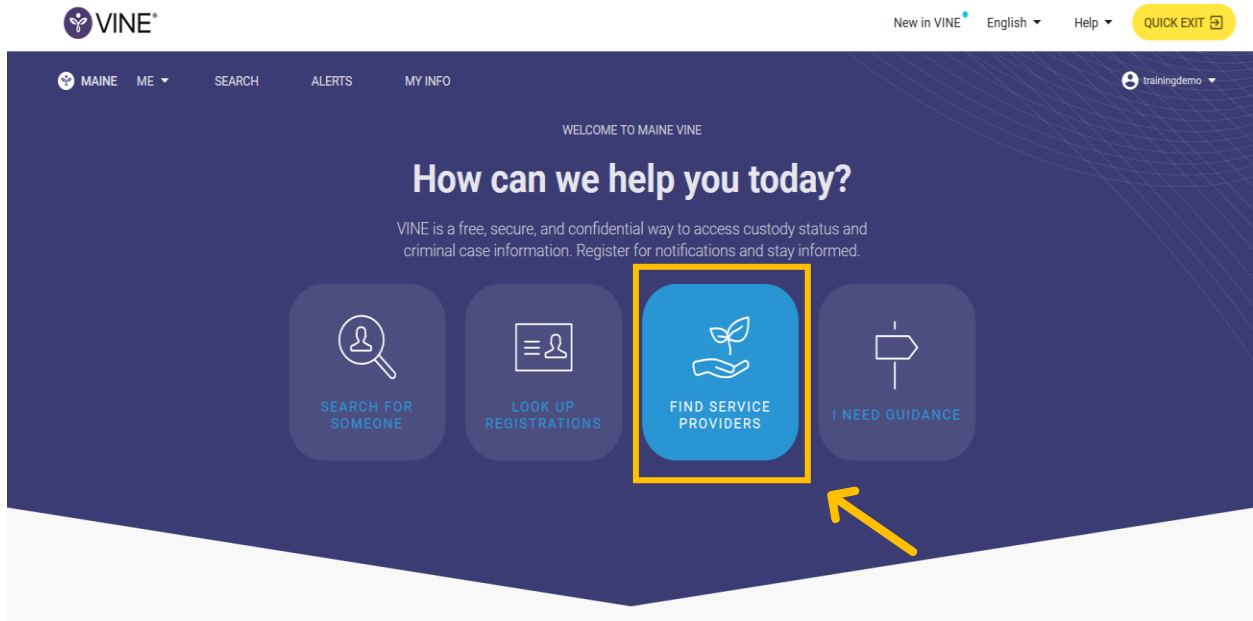 VINE®
New in VINE English Help QUICK EXIT
MAINE ME SEARCH ALERTS MY INFO trainingdemo
WELCOME TO MAINE VINE
How can we help you today?
VINE is a free, secure, and confidential way to access custody status and
criminal case information. Register for notifications and stay informed.
SEARCH FOR
SOMEONE
LOOK UP
REGISTRATIONS
FIND SERVICE
PROVIDERS
I NEED GUIDANCE